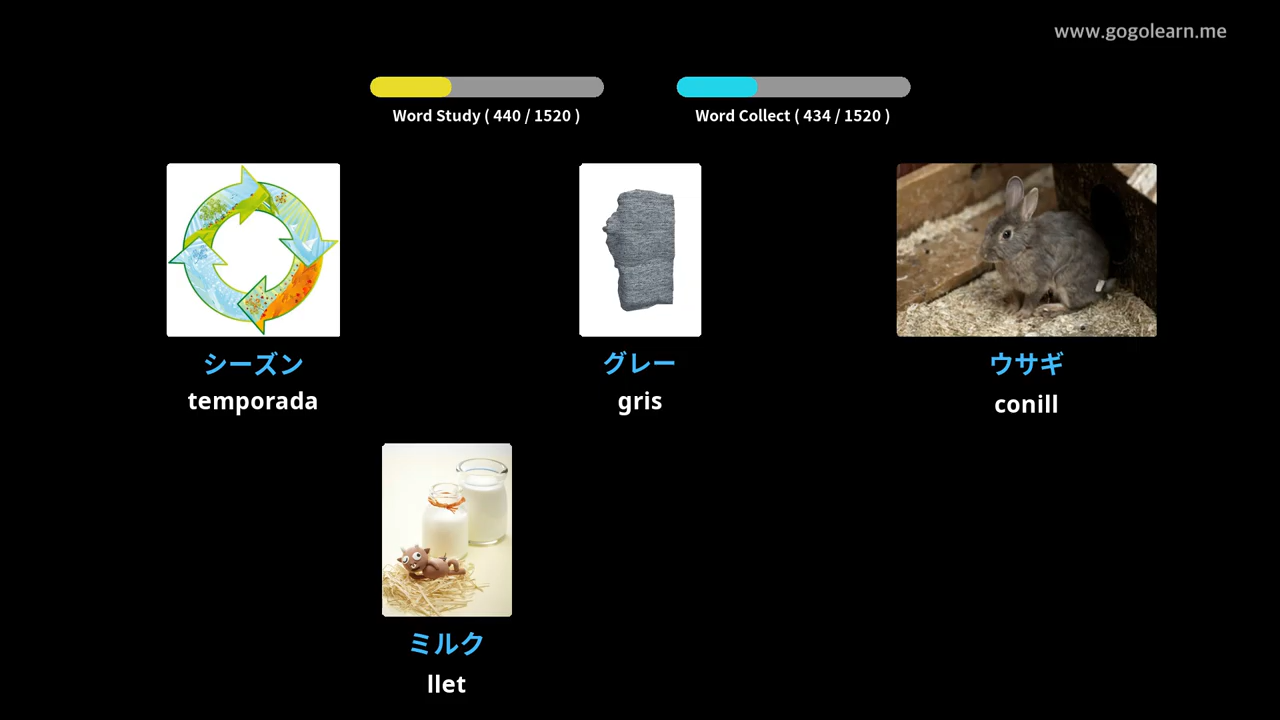 www.gogolearn.me
Word Study ( 440 / 1520 )
Word Collect ( 434 / 1520 )
シーズン
temporada
グレー
gris
ウサギ
conill
ミルク
llet